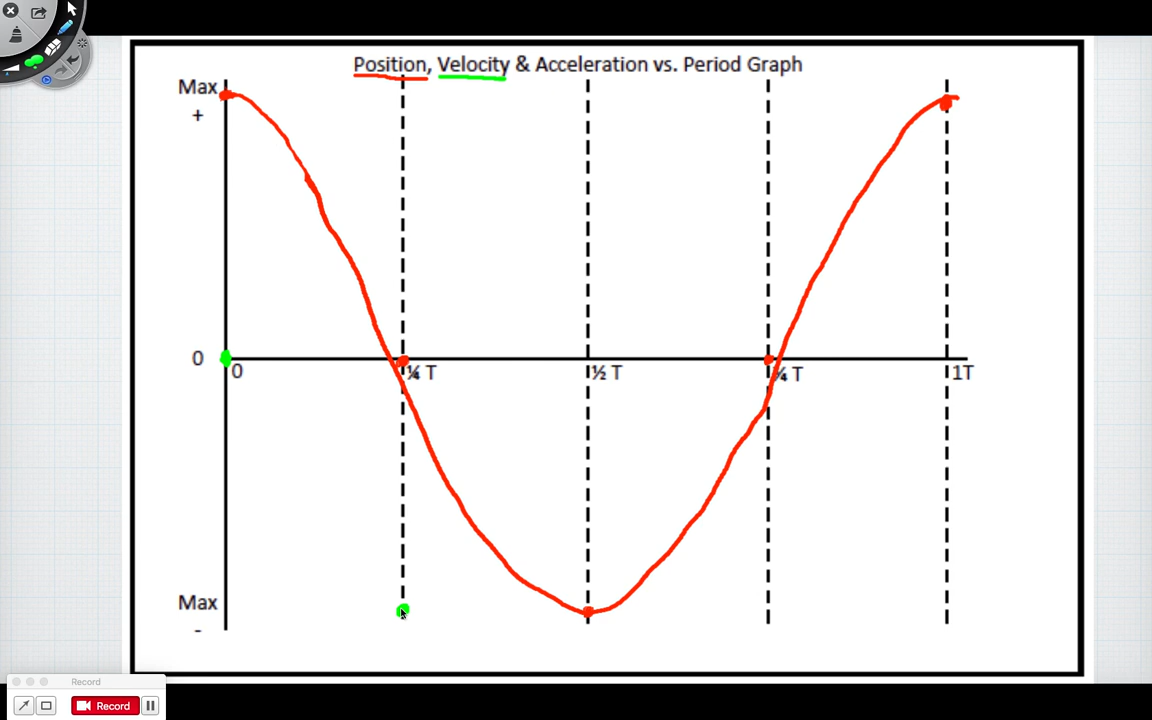 Position, Velocity & Acceleration vs. Period Graph
Max
+
0
0
¼ T
½ T
¾ T
1T
Max
-
Record
Record